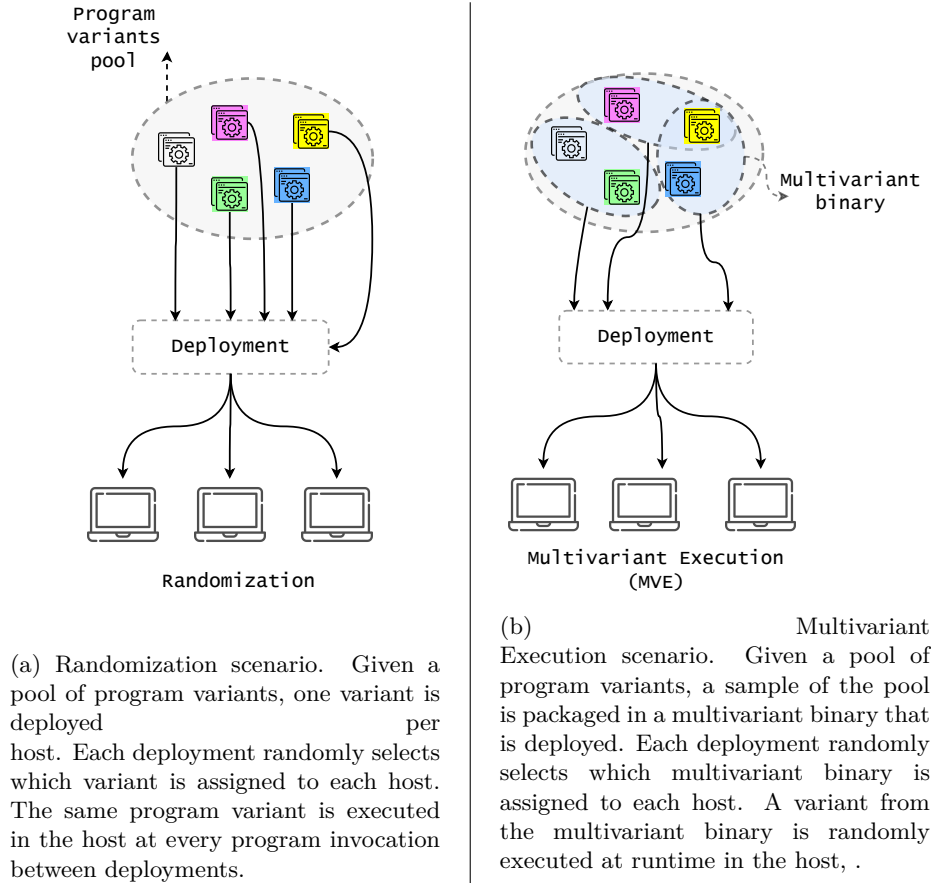 Program
variants
pool
Deployment
Randomization
(a) Randomization scenario. Given a
pool of program variants, one variant is
deployed per
host. Each deployment randomly selects
which variant is assigned to each host.
The same program variant is executed
in the host at every program invocation
between deployments.
Multivariant
binary
Deployment
Multivariant Execution
(MVE)
(b) Multivariant
Execution scenario. Given a pool of
program variants, a sample of the pool
is packaged in a multivariant binary that
is deployed. Each deployment randomly
selects which multivariant binary is
assigned to each host. A variant from
the multivariant binary is randomly
executed at runtime in the host, .